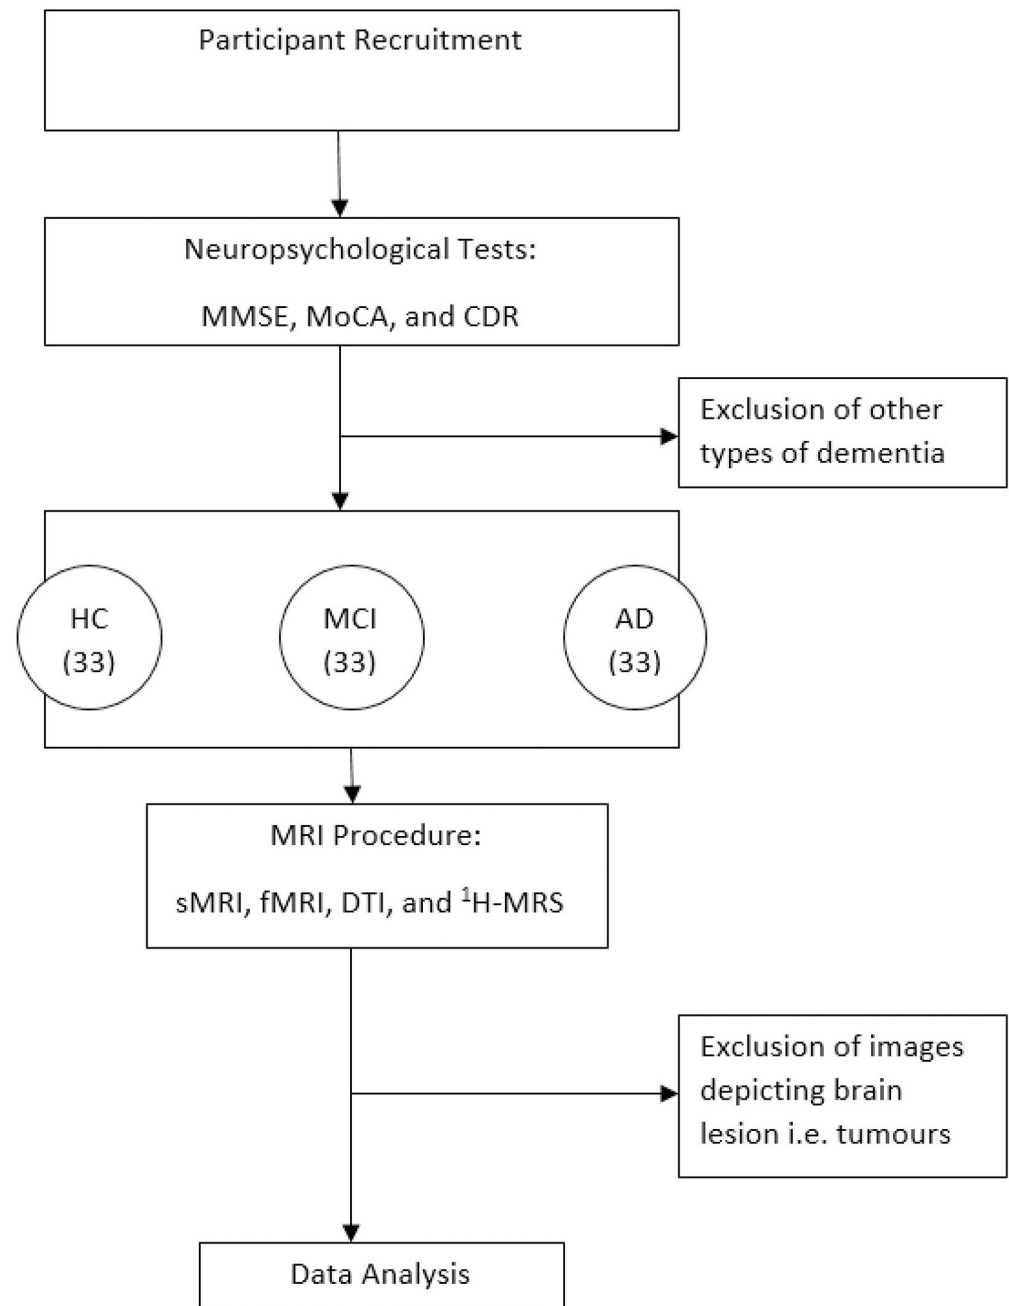 Participant Recruitment
Neuropsychological Tests:
MMSE, MoCA, and CDR
Exclusion of other
types of dementia
HC
(33)
MCI
(33)
AD
(33)
MRI Procedure:
sMRI, fMRI, DTI, and ¹H-MRS
Exclusion of images
depicting brain
lesion i.e. tumours
Data Analysis